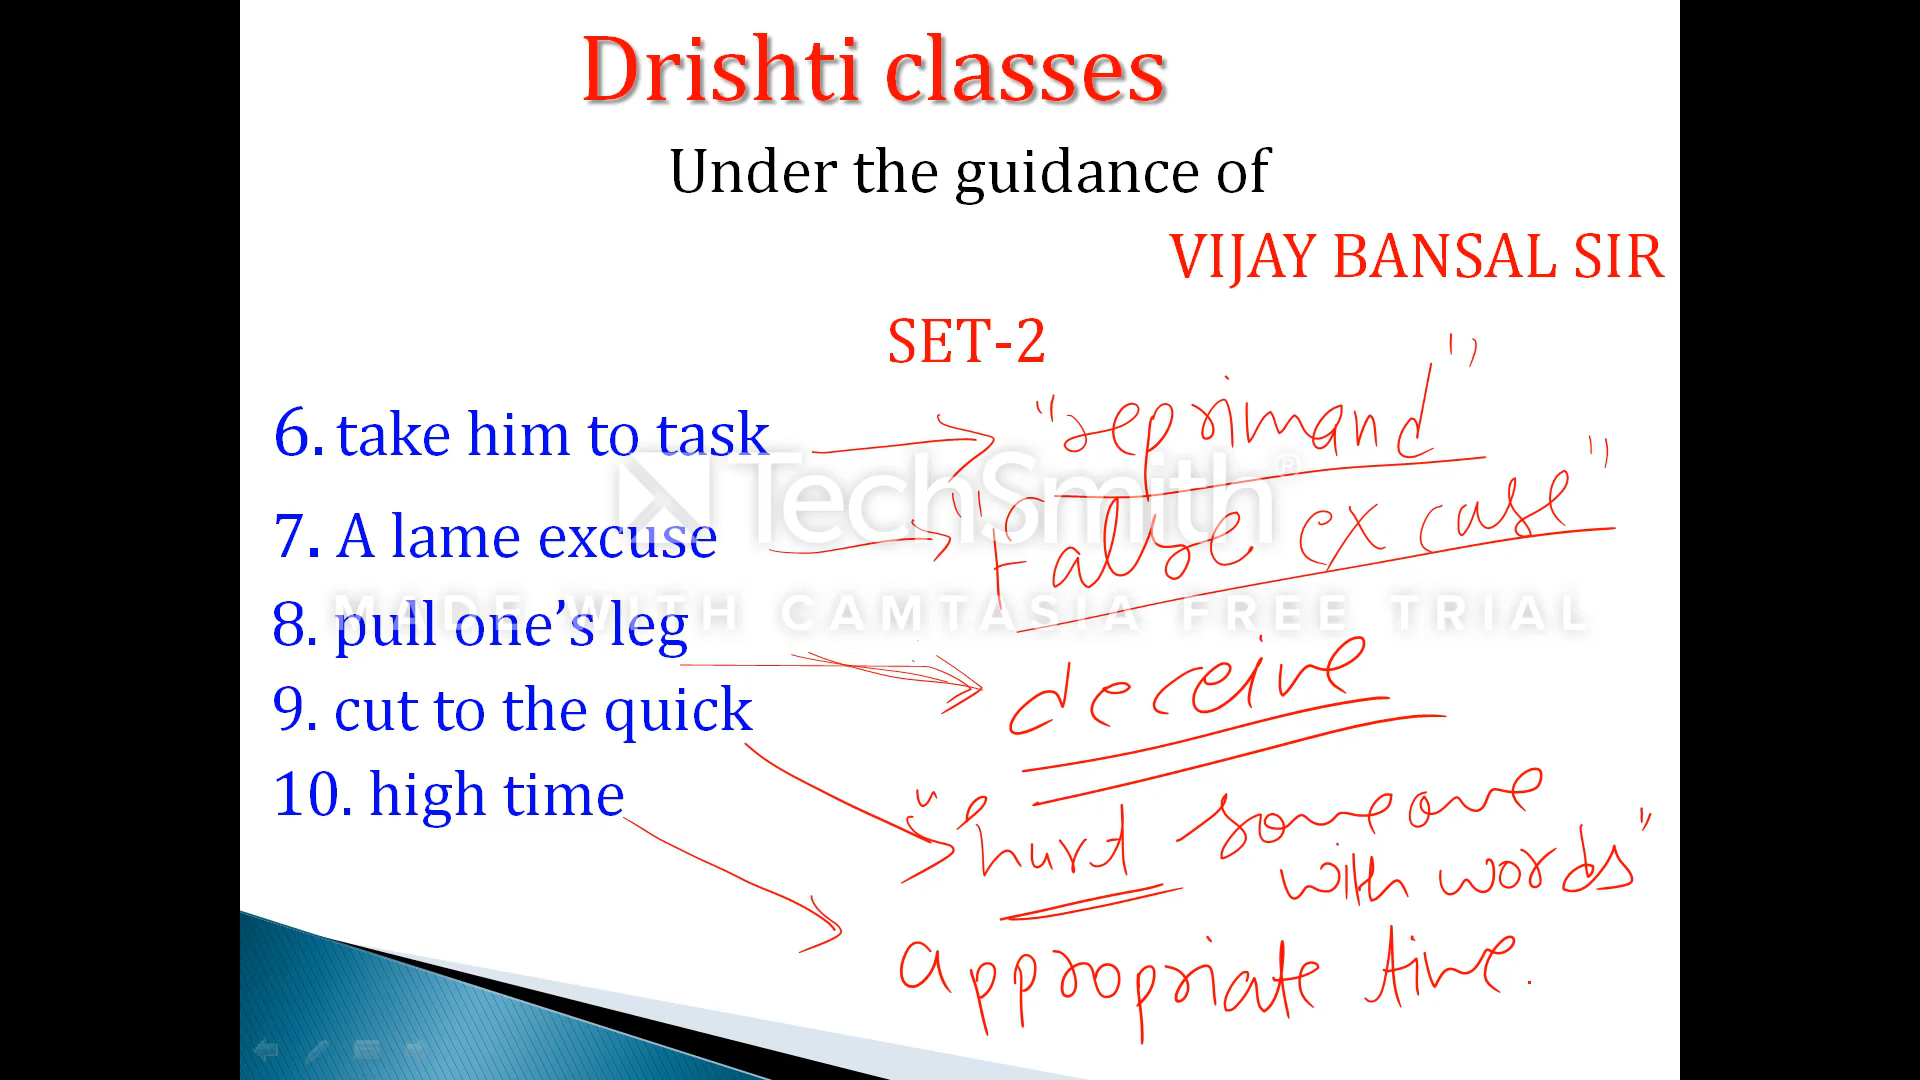 Drishti classes
Under the guidance of
VIJAY BANSAL SIR
SET-2
6. take him to task "reprimand"
7. A lame excuse "False excuse"
8. pull one's leg deceive
9. cut to the quick "hurt someone
with words"
10. high time appropriate time.
TechSmith®
MADE WITH CAMTASIA FREE TRIAL